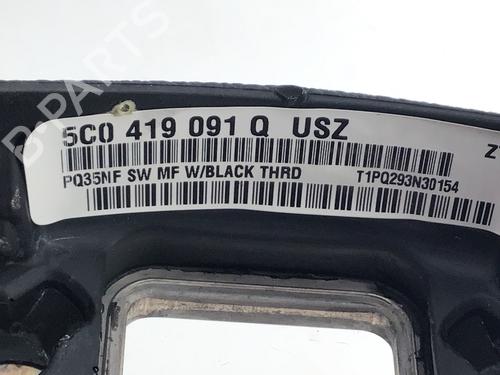 5C0 419 091 Q USZ
PQ35NF SW MF W/BLACK THRD T1PQ293N30154